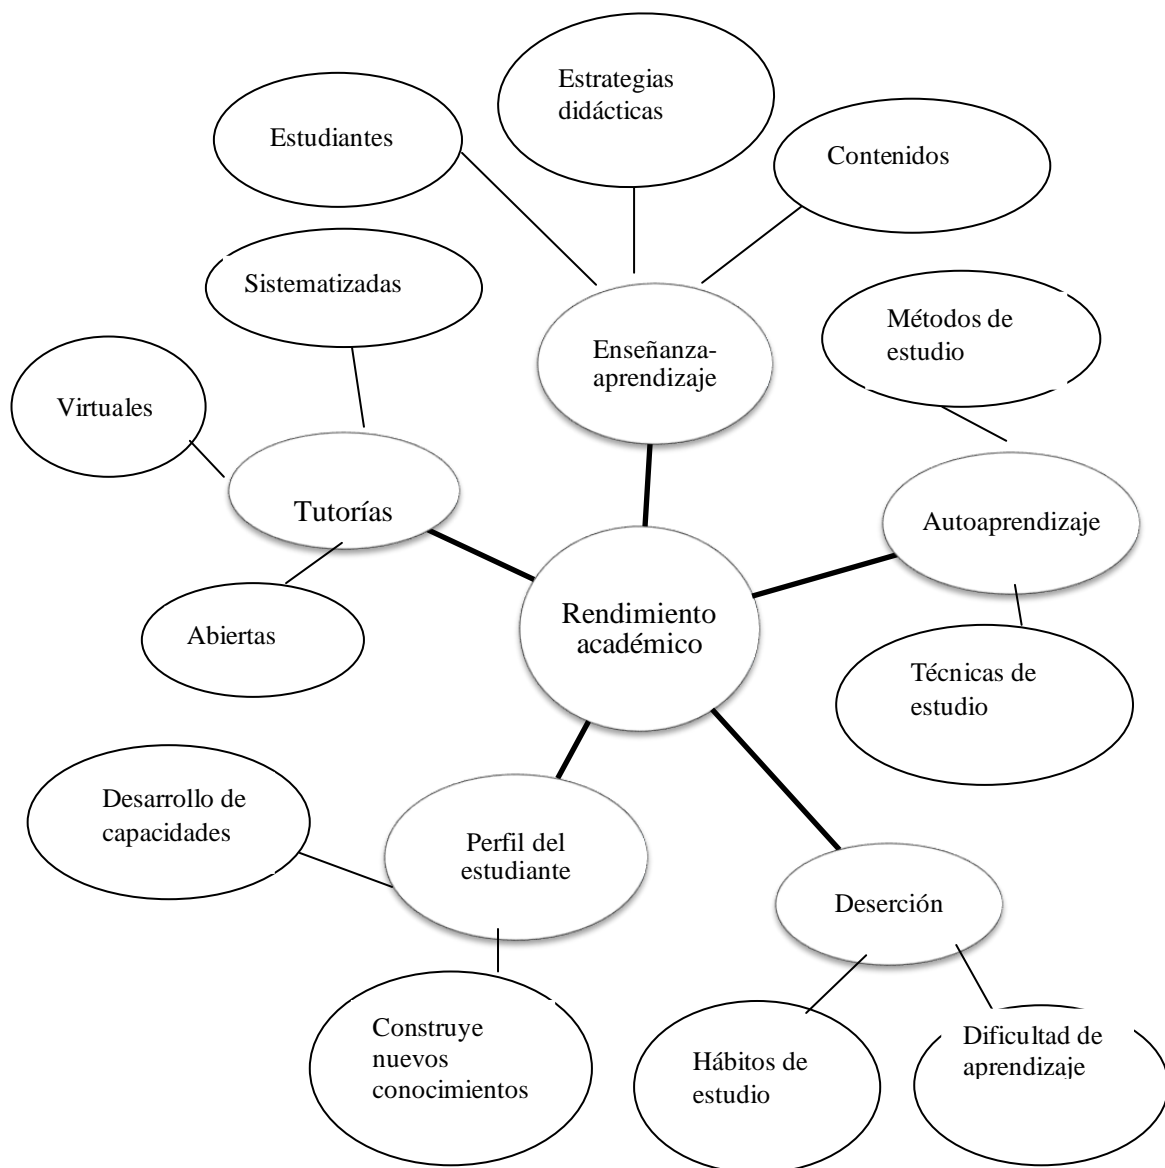 Estrategias
didácticas
Estudiantes
Contenidos
Sistematizadas
Métodos de
estudio
Enseñanza-
aprendizaje
Virtuales
Tutorías
Autoaprendizaje
Rendimiento
académico
Abiertas
Técnicas de
estudio
Desarrollo de
capacidades
Perfil del
estudiante
Deserción
Construye
nuevos
conocimientos
Hábitos de
estudio
Dificultad de
aprendizaje